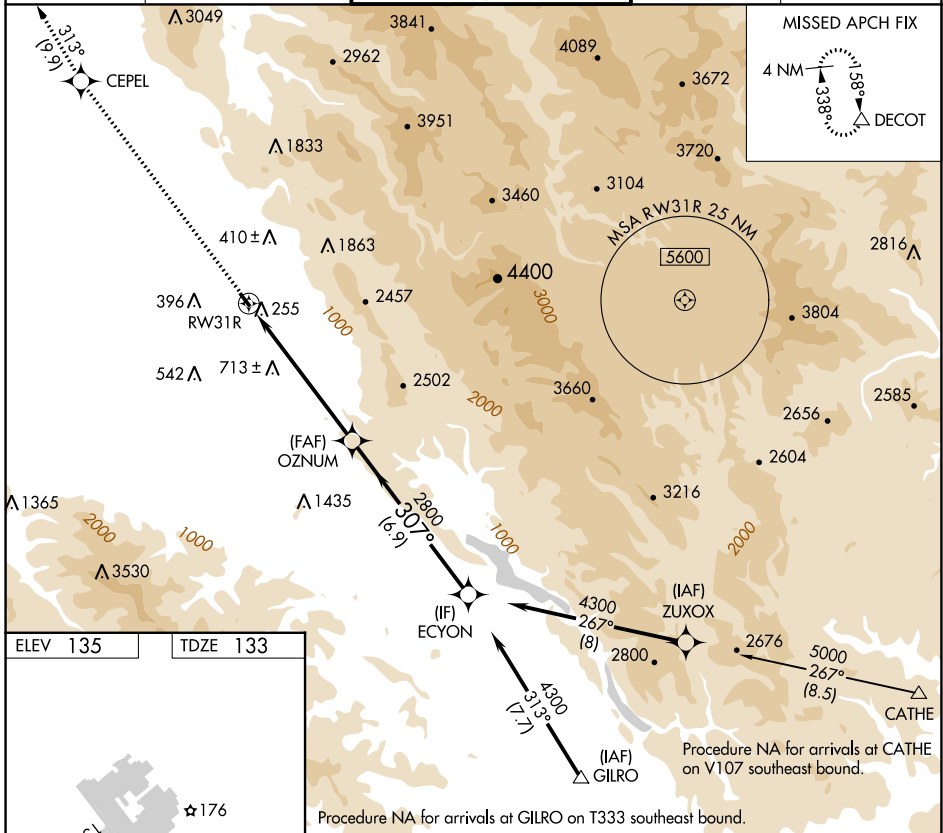 3049
3841
313°
(9.9)
2962
4089
MISSED APCH FIX
CEPEL
3672
4 NM
158°
338°
DECOT
3951
1833
3720
3460
3104
MSA RW31R 25 NM
410±
1863
5600
2816
4400
396
RW31R
255
2457
1000
3000
3804
542
713±
2502
2000
3660
2585
2656
(FAF)
OZNUM
2604
1365
1435
2800
307°
(6.9)
3216
2000
1000
1000
2000
3530
(IF)
ECYON
4300
267°
(8)
(IAF)
ZUXOX
ELEV 135
TDZE 133
2800
2676
5000
267°
(8.5)
4300
313°
(7.7)
CATHE
(IAF)
GILRO
Procedure NA for arrivals at CATHE
on V107 southeast bound.
176
Procedure NA for arrivals at GILRO on T333 southeast bound.